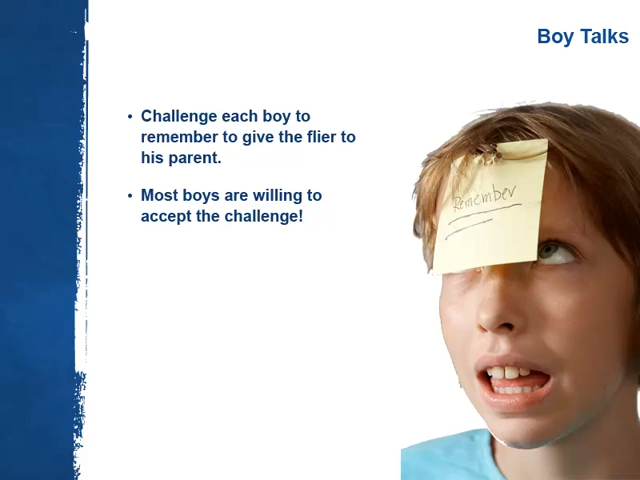 Boy Talks
• Challenge each boy to
remember to give the flier to
his parent.
• Most boys are willing to
accept the challenge!
Remember